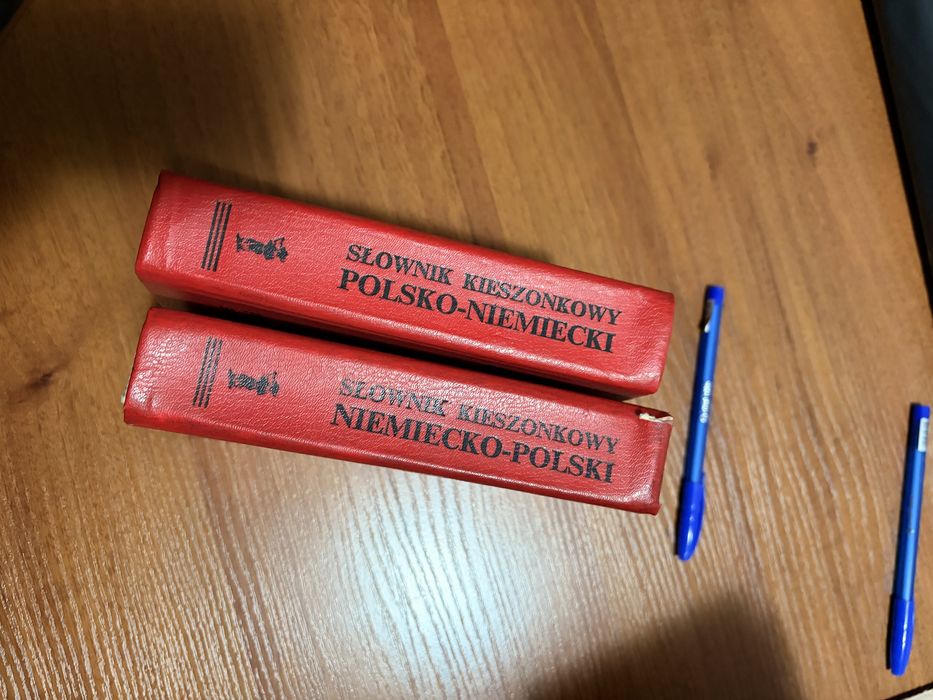 SŁOWNIK KIESZONKOWY
POLSKO-NIEMIECKI
SŁOWNIK KIESZONKOWY
NIEMIECKO-POLSKI